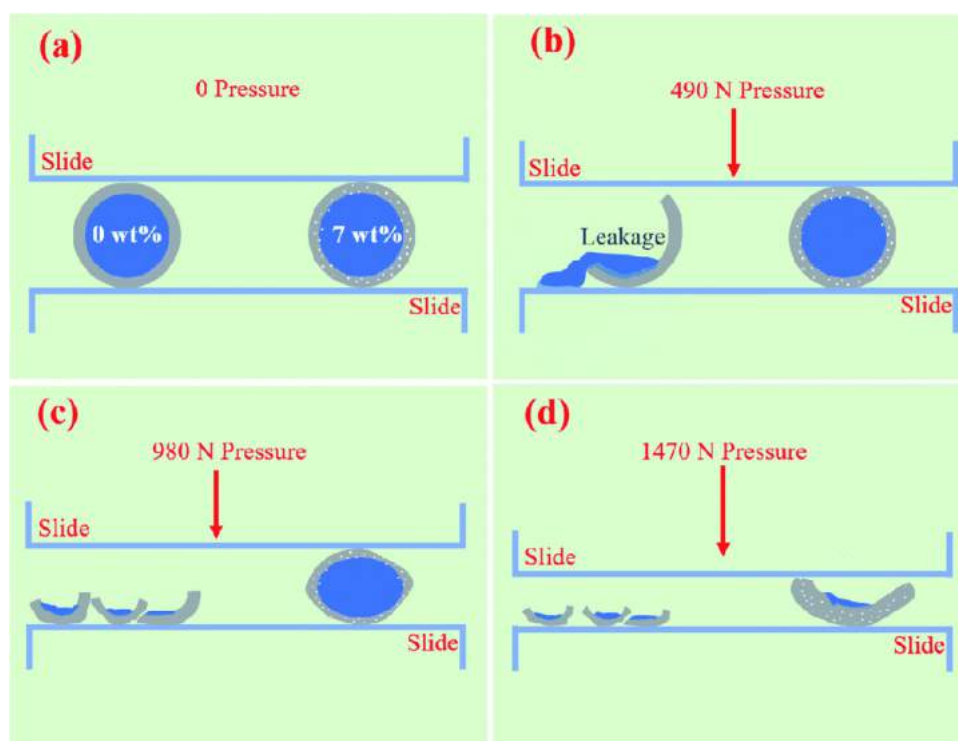 (a)
0 Pressure
Slide
0 wt%
7 wt%
Slide
(b)
490 N Pressure
Slide
Leakage
Slide
(c)
980 N Pressure
Slide
Slide
(d)
1470 N Pressure
Slide
Slide